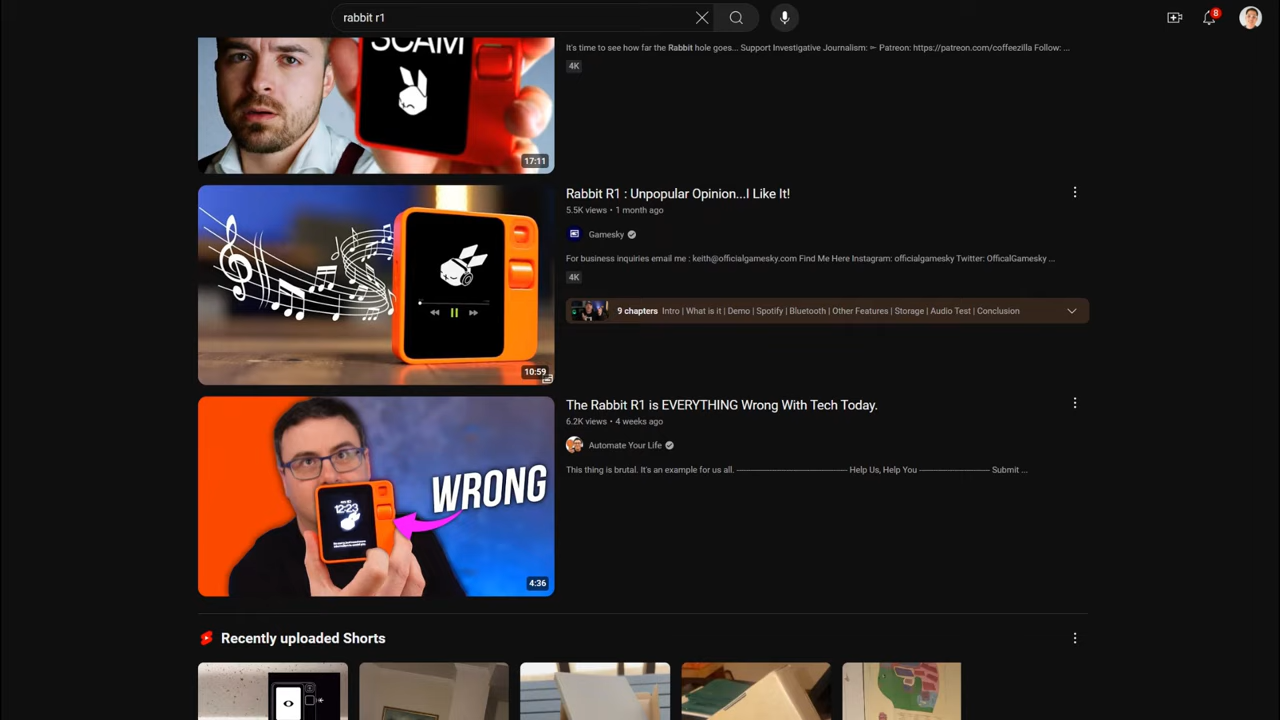 rabbit r1
8
SCAM
17:11
It's time to see how far the Rabbit hole goes... Support Investigative Journalism: ➳ Patreon: https://patreon.com/coffeezilla Follow: ...
4K
10:59
Rabbit R1 : Unpopular Opinion...I Like It!
5.5K views • 1 month ago
Gamesky
For business inquiries email me : keith@officialgamesky.com Find Me Here Instagram: officialgamesky Twitter: OfficalGamesky ...
4K
9 chapters Intro | What is it | Demo | Spotify | Bluetooth | Other Features | Storage | Audio Test | Conclusion
WRONG
12:23
4:36
The Rabbit R1 is EVERYTHING Wrong With Tech Today.
6.2K views • 4 weeks ago
Automate Your Life
This thing is brutal. It's an example for us all. ---------------------------------------- Help Us, Help You ------------------------- Submit ...
Recently uploaded Shorts